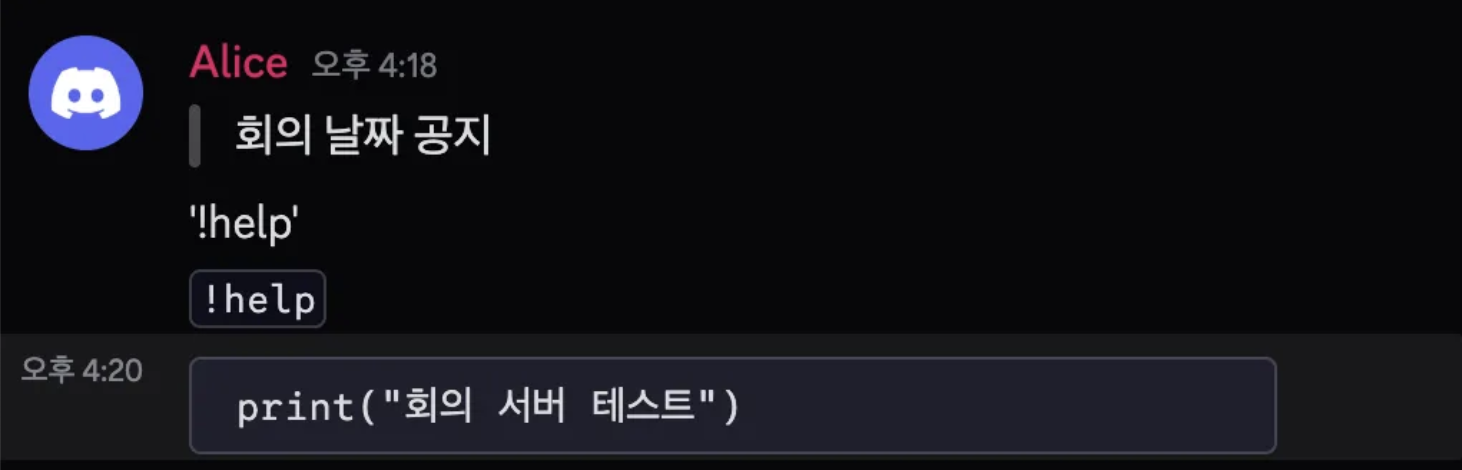 Alice 오후 4:18
회의 날짜 공지
'!help'
!help
오후 4:20
print("회의 서버 테스트")